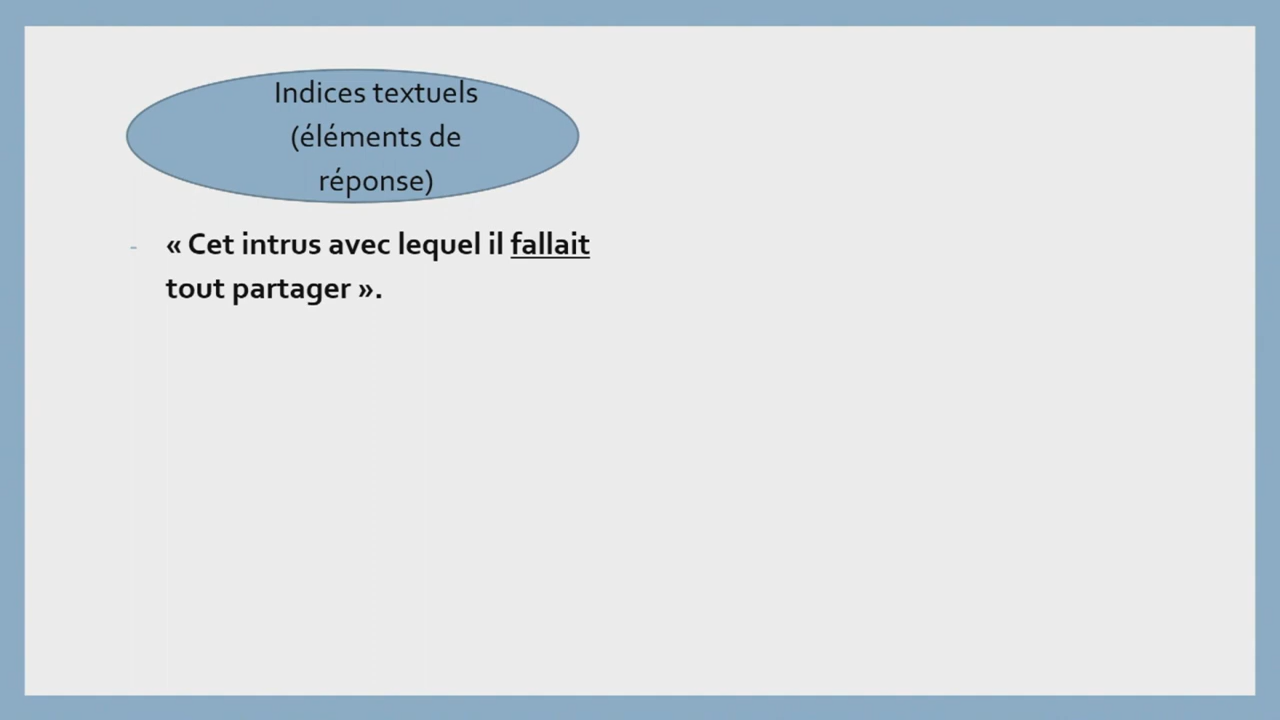 Indices textuels
(éléments de
réponse)
- « Cet intrus avec lequel il fallait
tout partager ».